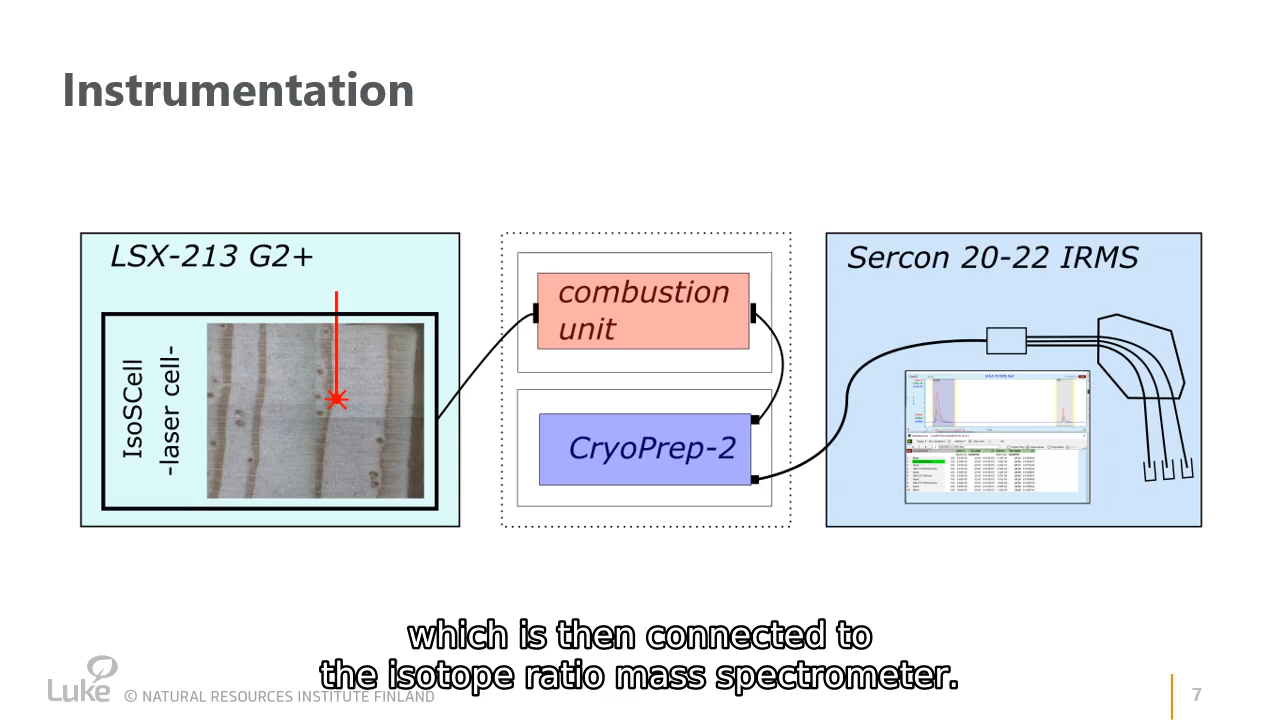 Instrumentation
LSX-213 G2+
IsoSCell
-laser cell-
combustion
unit
CryoPrep-2
Sercon 20-22 IRMS
which is then connected to
the isotope ratio mass spectrometer.
Luke
© NATURAL RESOURCES INSTITUTE FINLAND
7